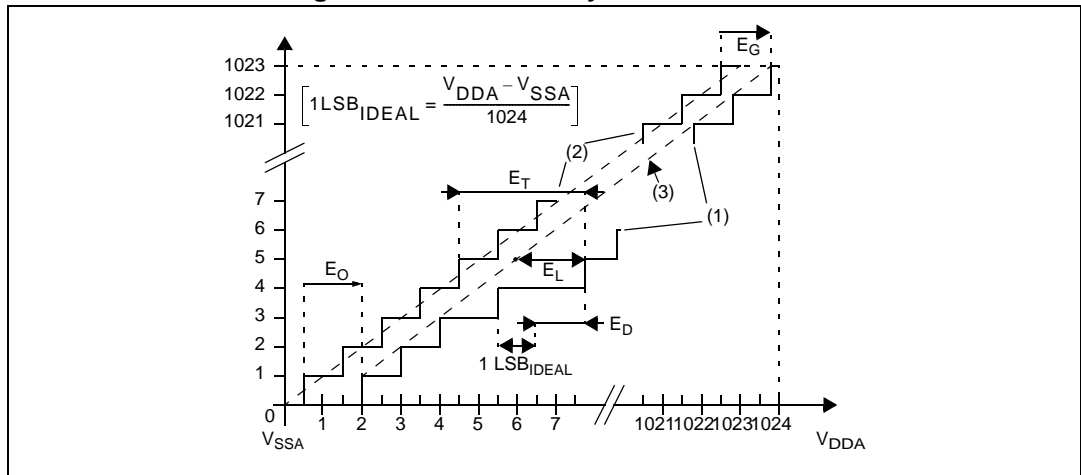 E_G
1023
1022
1021
[1LSB_IDEAL = (V_DDA – V_SSA) / 1024]
(2)
(3)
(1)
E_T
7
6
5
4
3
2
1
0
E_O
E_L
E_D
1 LSB_IDEAL
1 2 3 4 5 6 7 1021 1022 1023 1024
V_SSA
V_DDA